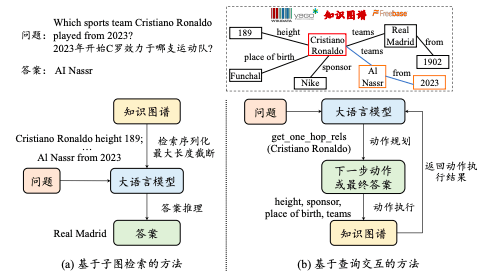 问题: Which sports team Cristiano Ronaldo
played from 2023?
2023年开始C罗效力于哪支运动队?
答案: Al Nassr
WIKIDATA yago 知识图谱 Freebase
189 height Cristiano Ronaldo teams Real Madrid from 1902
place of birth teams
Funchal sponsor Nike Al Nassr from 2023
知识图谱
Cristiano Ronaldo height 189;
…
Al Nassr from 2023
检索序列化
最大长度截断
问题 大语言模型
答案推理
Real Madrid 答案
(a) 基于子图检索的方法
问题 大语言模型
get_one_hop_rels
(Cristiano Ronaldo)
动作规划
下一步动作
或最终答案
返回动作执
行结果
height, sponsor,
place of birth, teams
动作执行
知识图谱
(b) 基于查询交互的方法